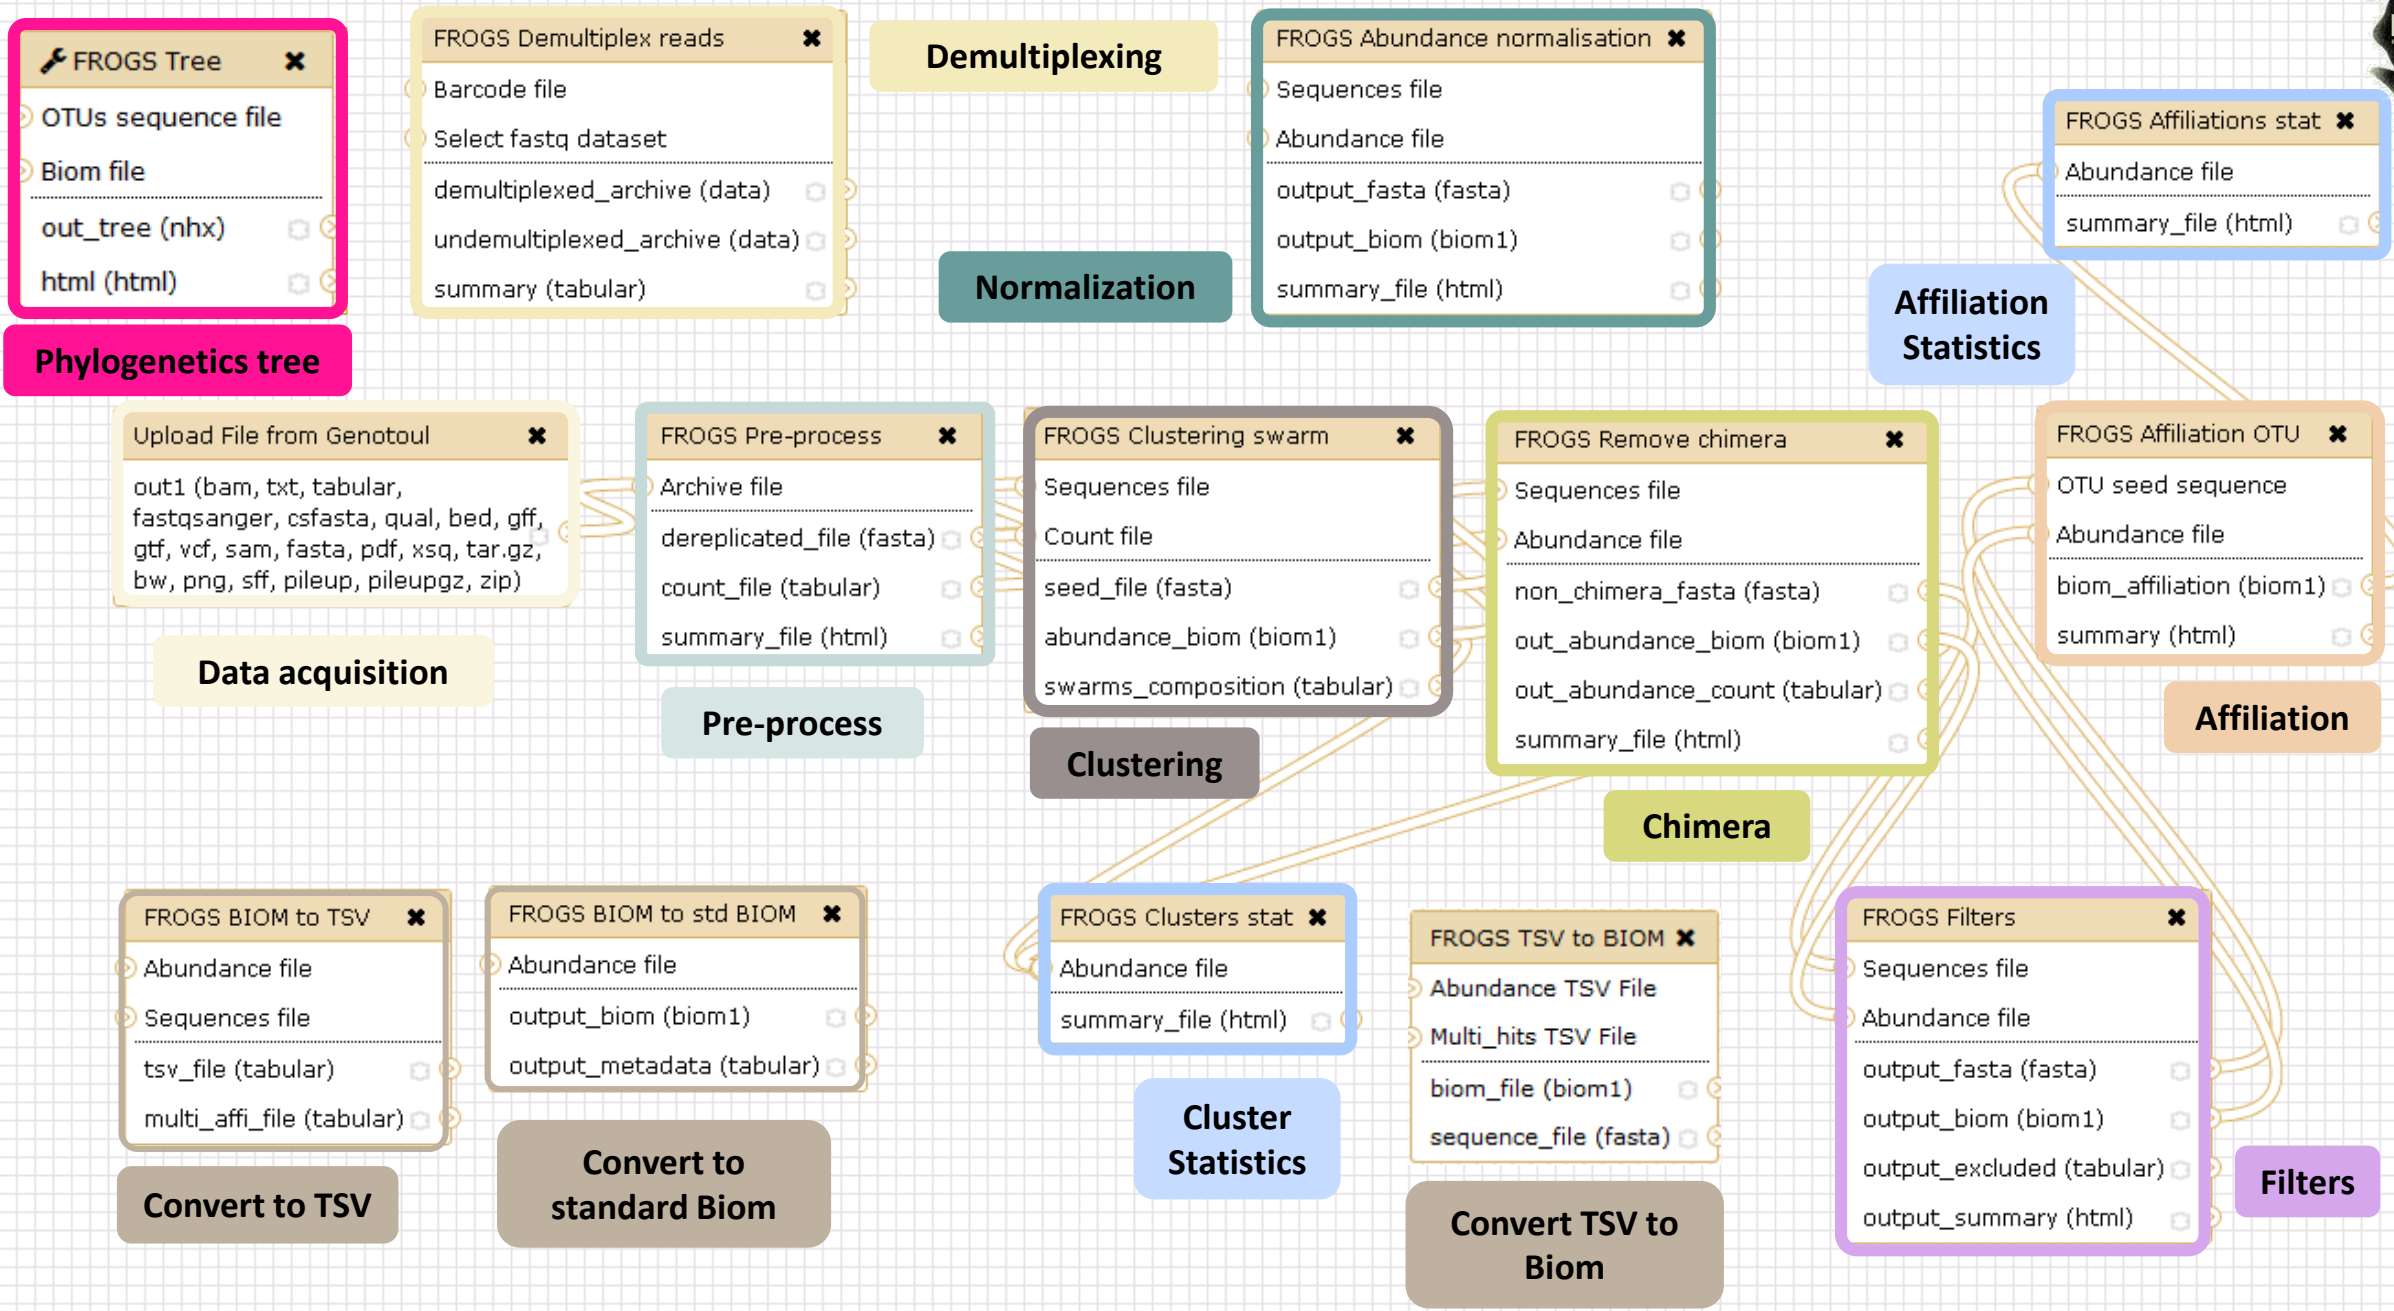 FROGS Tree
OTUs sequence file
Biom file
out_tree (nhx)
html (html)
Phylogenetics tree
FROGS Demultiplex reads
Barcode file
Select fastq dataset
demultiplexed_archive (data)
undemultiplexed_archive (data)
summary (tabular)
Demultiplexing
Normalization
FROGS Abundance normalisation
Sequences file
Abundance file
output_fasta (fasta)
output_biom (biom1)
summary_file (html)
FROGS Affiliations stat
Abundance file
summary_file (html)
Affiliation
Statistics
Upload File from Genotoul
out1 (bam, txt, tabular,
fastqsanger, csfasta, qual, bed, gff,
gtf, vcf, sam, fasta, pdf, xsq, tar.gz,
bw, png, sff, pileup, pileupgz, zip)
Data acquisition
FROGS Pre-process
Archive file
dereplicated_file (fasta)
count_file (tabular)
summary_file (html)
Pre-process
FROGS Clustering swarm
Sequences file
Count file
seed_file (fasta)
abundance_biom (biom1)
swarms_composition (tabular)
Clustering
FROGS Remove chimera
Sequences file
Abundance file
non_chimera_fasta (fasta)
out_abundance_biom (biom1)
out_abundance_count (tabular)
summary_file (html)
Chimera
FROGS Affiliation OTU
OTU seed sequence
Abundance file
biom_affiliation (biom1)
summary (html)
Affiliation
FROGS BIOM to TSV
Abundance file
Sequences file
tsv_file (tabular)
multi_affi_file (tabular)
Convert to TSV
FROGS BIOM to std BIOM
Abundance file
output_biom (biom1)
output_metadata (tabular)
Convert to
standard Biom
FROGS Clusters stat
Abundance file
summary_file (html)
Cluster
Statistics
FROGS TSV to BIOM
Abundance TSV File
Multi_hits TSV File
biom_file (biom1)
sequence_file (fasta)
Convert TSV to
Biom
FROGS Filters
Sequences file
Abundance file
output_fasta (fasta)
output_biom (biom1)
output_excluded (tabular)
output_summary (html)
Filters